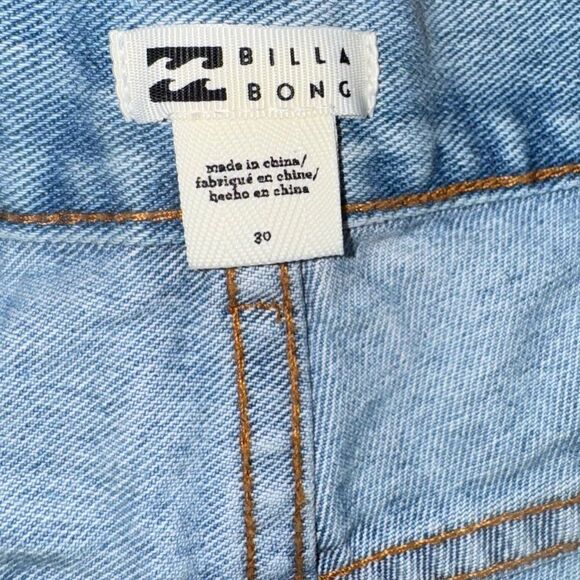 BILLA
BONG
made in china/
fabriqué en chine/
hecho en china
30